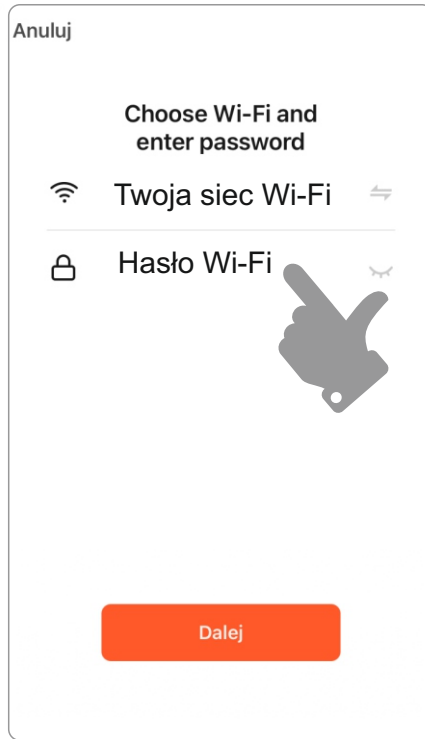 Anuluj
Choose Wi-Fi and
enter password
Twoja siec Wi-Fi
Hasło Wi-Fi
Dalej